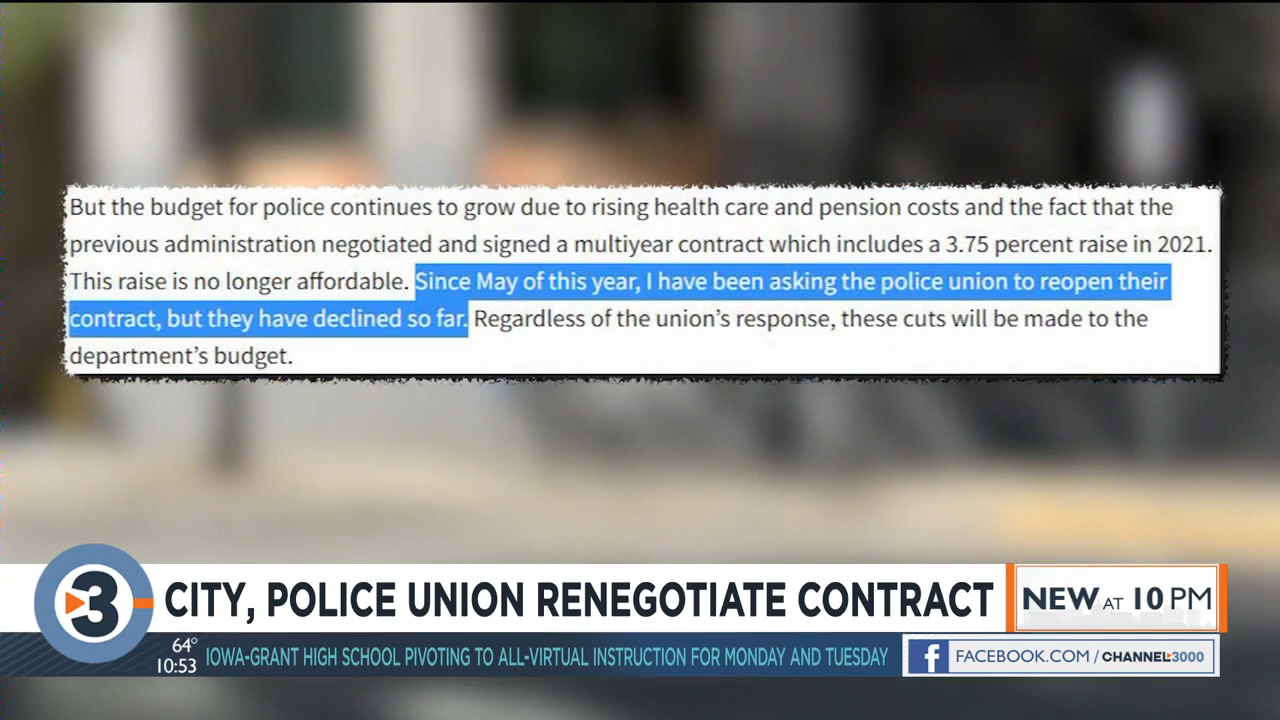 But the budget for police continues to grow due to rising health care and pension costs and the fact that the
previous administration negotiated and signed a multiyear contract which includes a 3.75 percent raise in 2021.
This raise is no longer affordable. Since May of this year, I have been asking the police union to reopen their
contract, but they have declined so far. Regardless of the union’s response, these cuts will be made to the
department’s budget.
3
CITY, POLICE UNION RENEGOTIATE CONTRACT
NEW AT 10 PM
64°
10:53
IOWA-GRANT HIGH SCHOOL PIVOTING TO ALL-VIRTUAL INSTRUCTION FOR MONDAY AND TUESDAY
f FACEBOOK.COM / CHANNEL3000